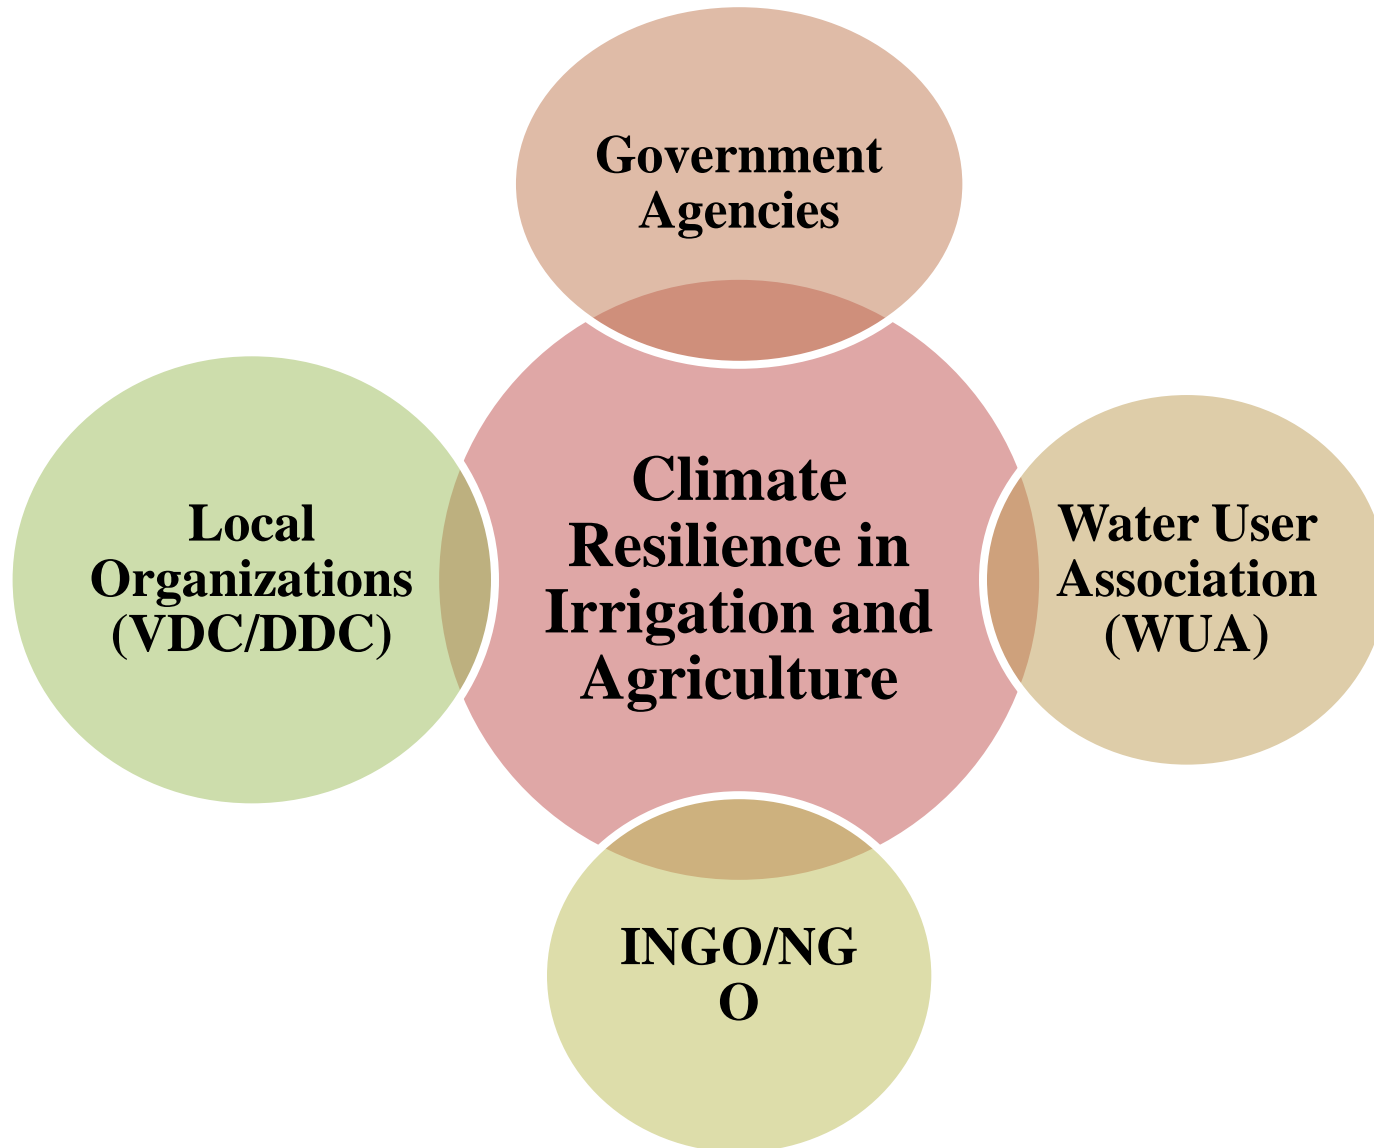 Government
Agencies
Local
Organizations
(VDC/DDC)
Climate
Resilience in
Irrigation and
Agriculture
Water User
Association
(WUA)
INGO/NG
O